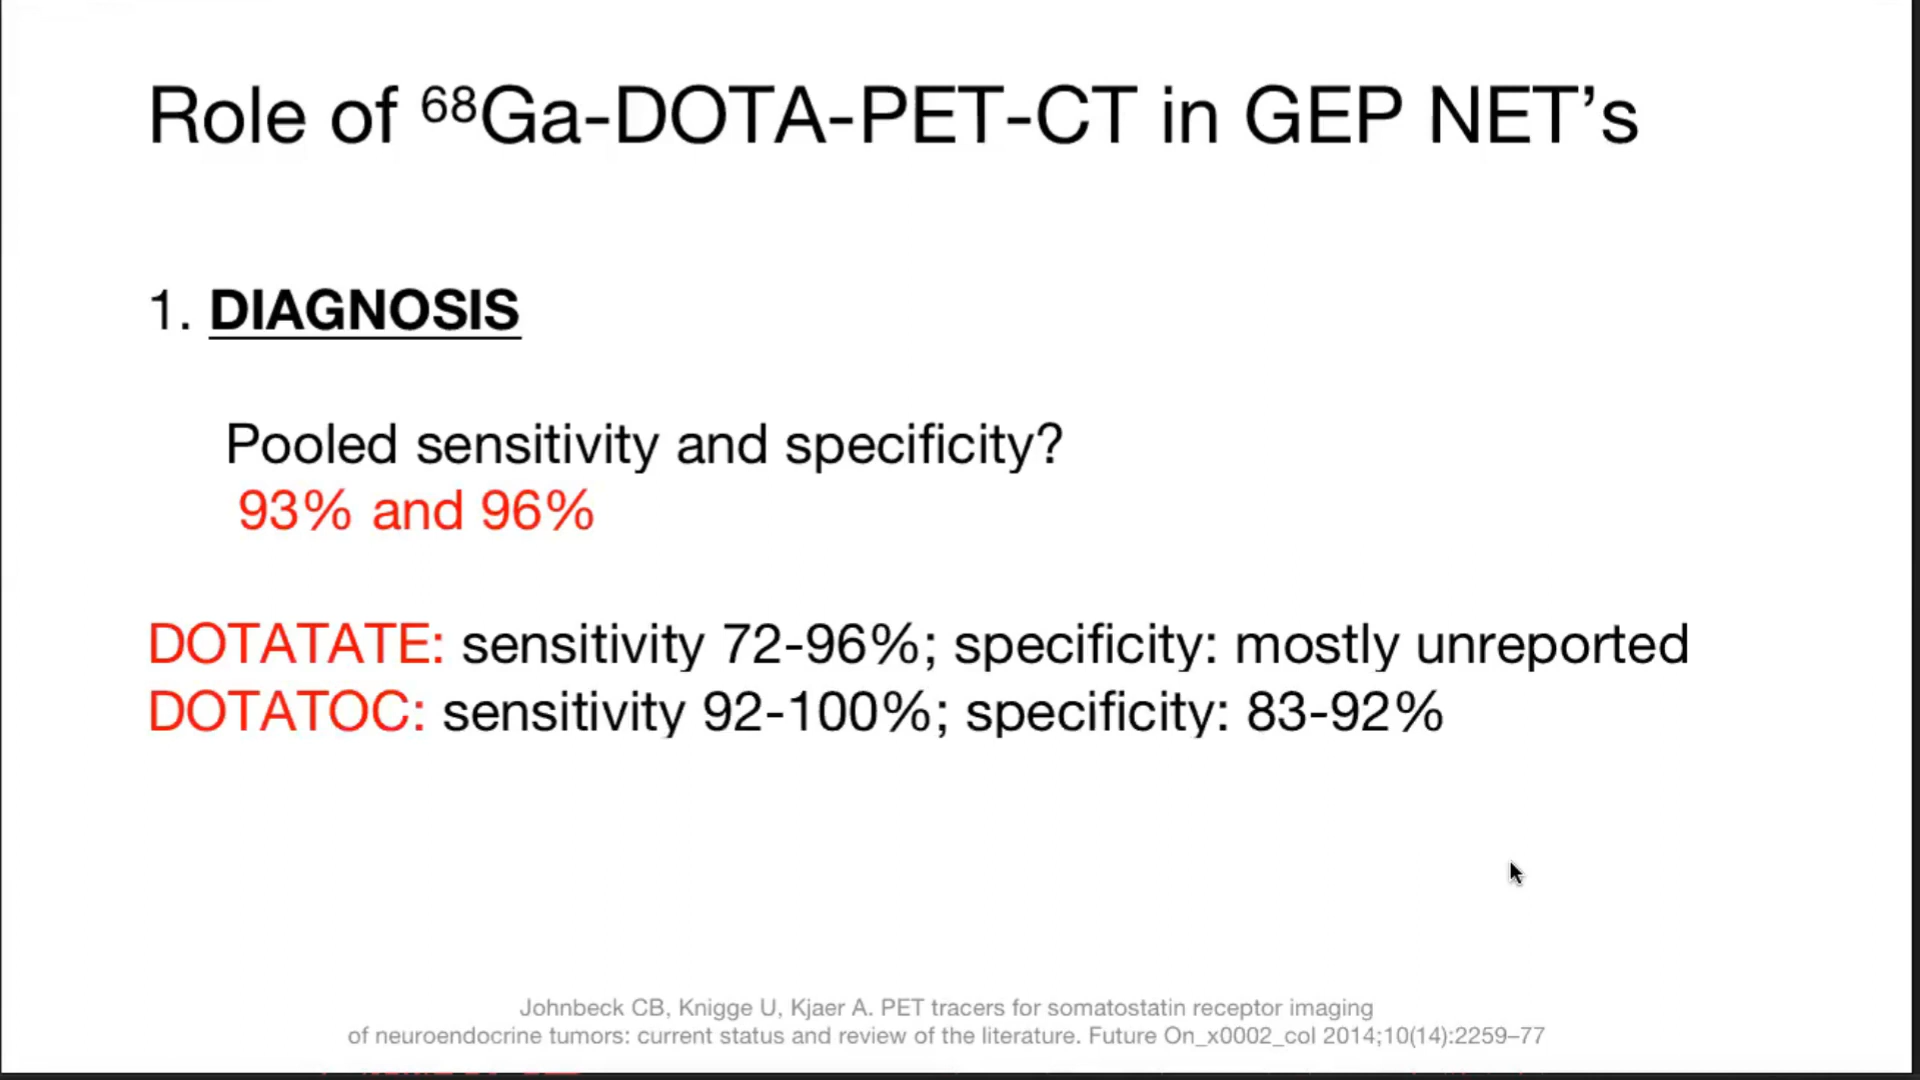 Role of ⁶⁸Ga-DOTA-PET-CT in GEP NET’s
1. DIAGNOSIS
Pooled sensitivity and specificity?
93% and 96%
DOTATATE: sensitivity 72-96%; specificity: mostly unreported
DOTATOC: sensitivity 92-100%; specificity: 83-92%
Johnbeck CB, Knigge U, Kjaer A. PET tracers for somatostatin receptor imaging
of neuroendocrine tumors: current status and review of the literature. Future On_x0002_col 2014;10(14):2259–77